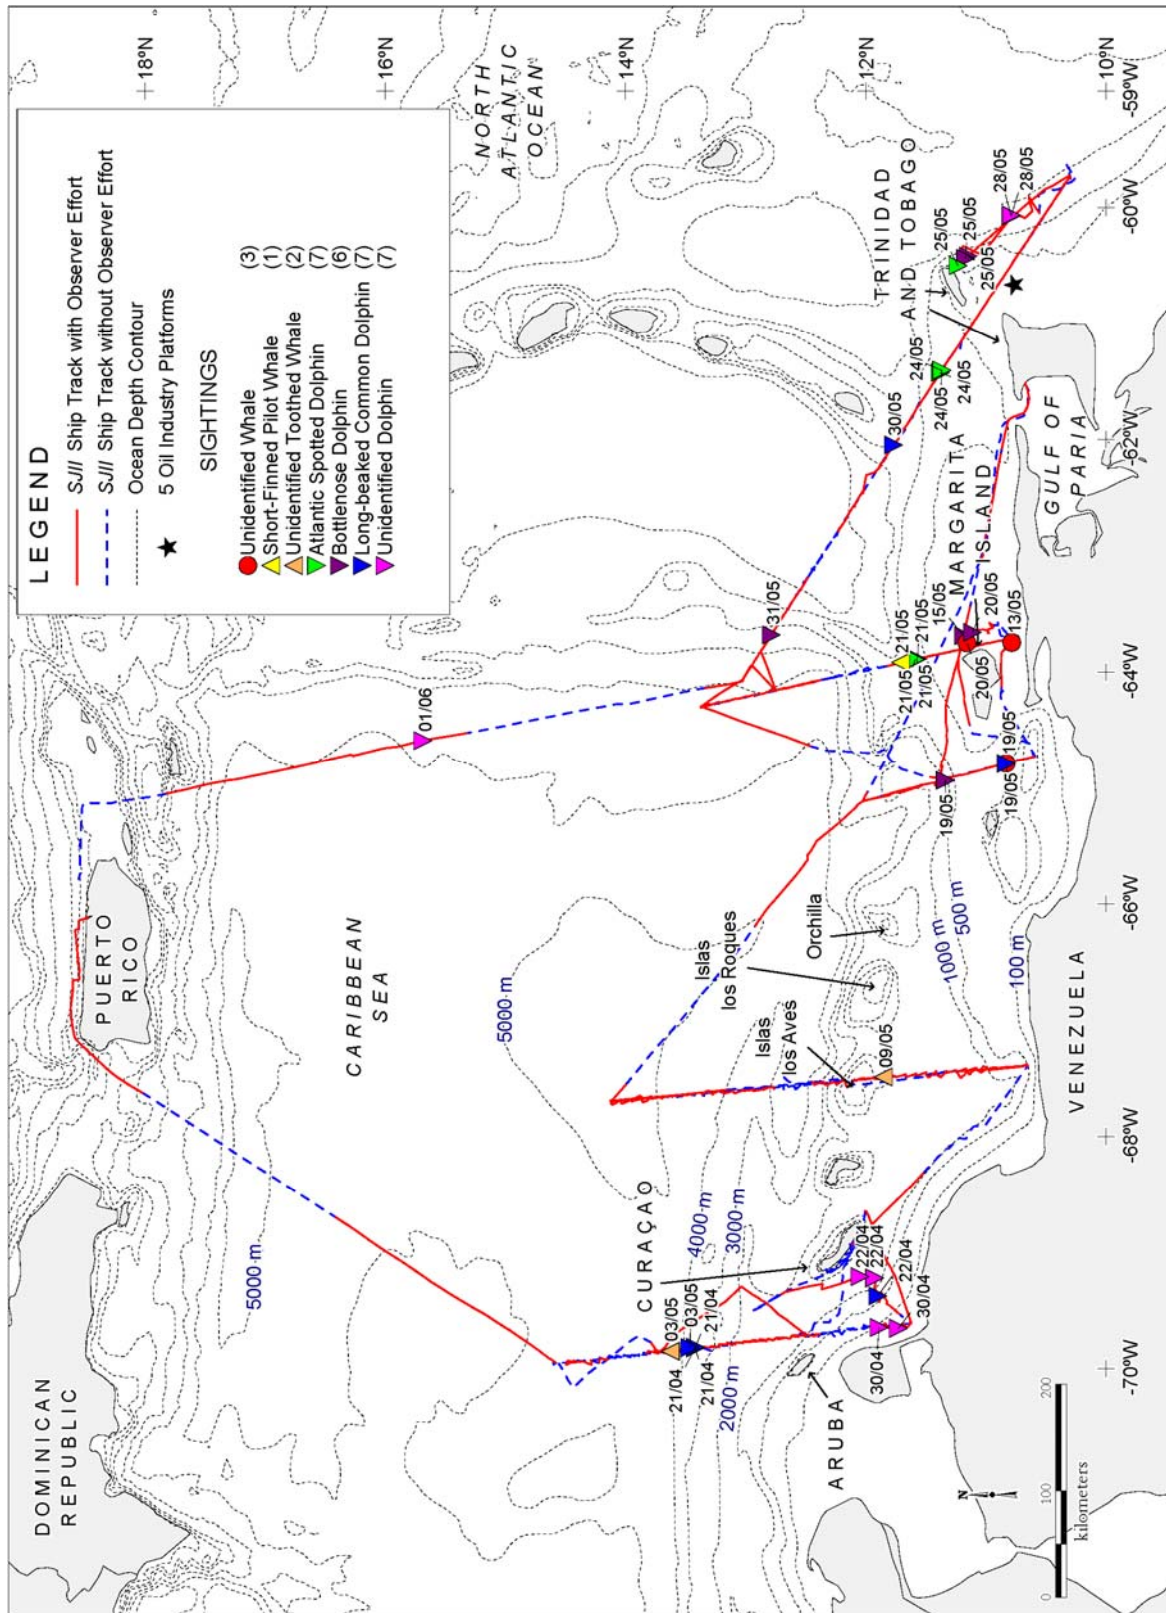 LEGEND
SJII Ship Track with Observer Effort
SJII Ship Track without Observer Effort
Ocean Depth Contour
5 Oil Industry Platforms
SIGHTINGS
Unidentified Whale (3)
Short-Finned Pilot Whale (1)
Unidentified Toothed Whale (2)
Atlantic Spotted Dolphin (7)
Bottlenose Dolphin (6)
Long-beaked Common Dolphin (7)
Unidentified Dolphin (7)
DOMINICAN
REPUBLIC
PUERTO
RICO
CARIBBEAN
SEA
NORTH
ATLANTIC
OCEAN
18ºN
16ºN
14ºN
12ºN
10ºN
-70ºW
-68ºW
-66ºW
-64ºW
-62ºW
-60ºW
-59ºW
5000 m
5000 m
4000 m
3000 m
2000 m
1000 m
500 m
100 m
CURAÇAO
ARUBA
Islas
los Aves
Islas
los Roques
Orchilla
VENEZUELA
MARGARITA
ISLAND
GULF OF
PARIA
TRINIDAD
AND TOBAGO
01/06
31/05
30/05
24/05
24/05
24/05
25/05
25/05
25/05
28/05
28/05
21/05
21/05
21/05
21/05
15/05
20/05
20/05
13/05
19/05
19/05
19/05
09/05
03/05
03/05
21/04
21/04
21/04
22/04
22/04
22/04
30/04
30/04
N
0 100 200
kilometers